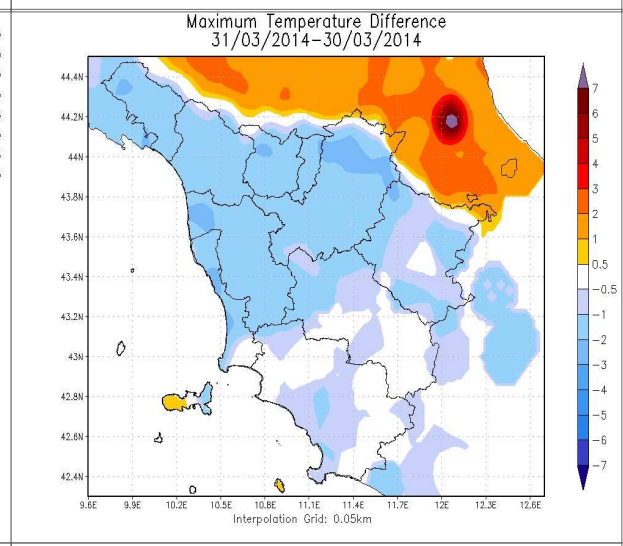 Maximum Temperature Difference
31/03/2014-30/03/2014
44.4N
44.2N
44N
43.8N
43.6N
43.4N
43.2N
43N
42.8N
42.6N
42.4N
9.6E 9.9E 10.2E 10.5E 10.8E 11.1E 11.4E 11.7E 12E 12.3E 12.6E
Interpolation Grid: 0.05km
7
6
5
4
3
2
1
0.5
-0.5
-1
-2
-3
-4
-5
-6
-7